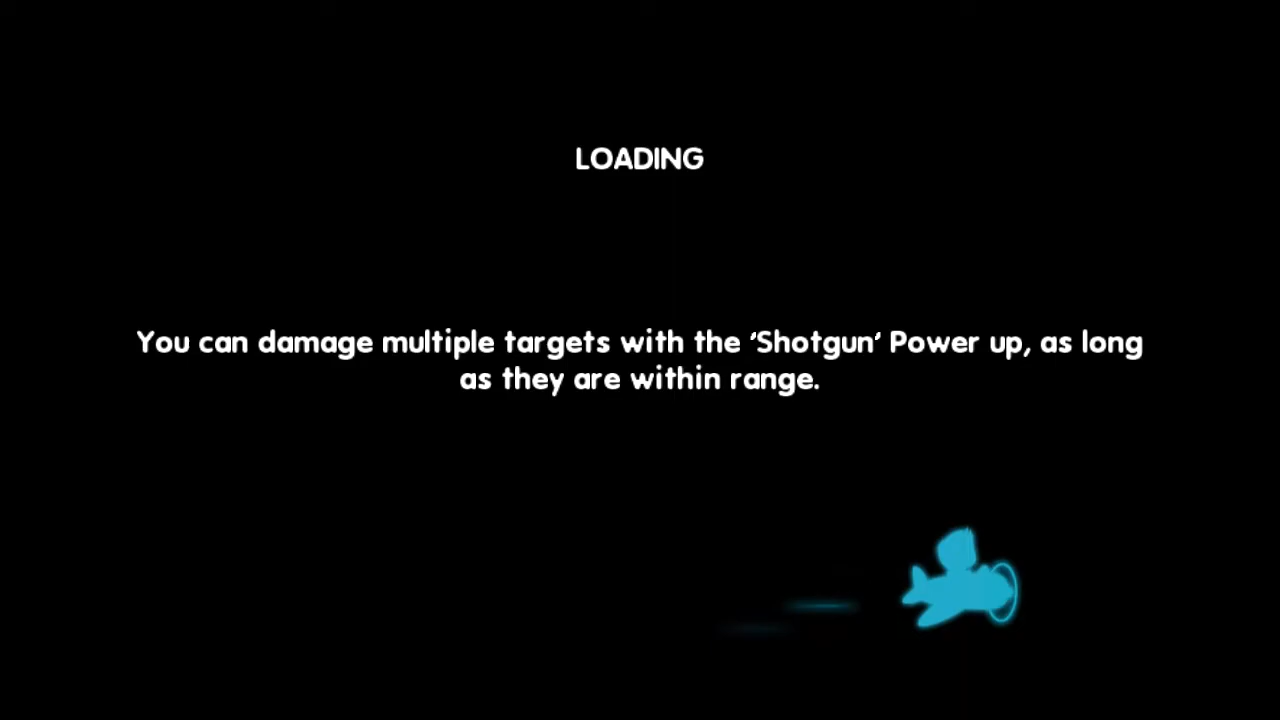 LOADING
You can damage multiple targets with the 'Shotgun' Power up, as long
as they are within range.